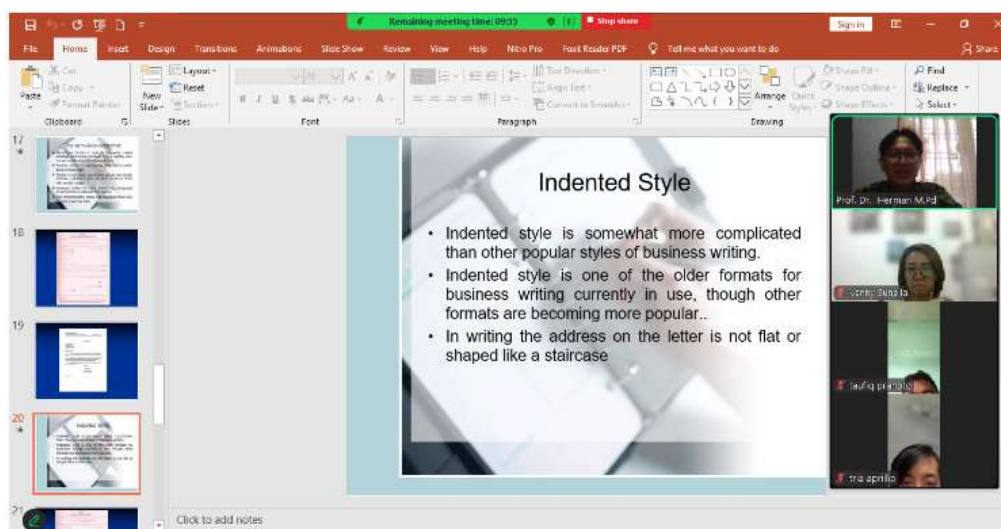 Remaining meeting time: 09:55
Stop share
Sign in
File Home Insert Design Transitions Animations Slide Show Review View Help Nitro Pro Foxit Reader PDF Tell me what you want to do Share
Paste
Cut
Copy
Format Painter
Clipboard
New
Slide
Layout
Reset
Section
Slides
Font
Text Direction
Align Text
Convert to SmartArt
Paragraph
Arrange
Quick
Styles
Shape Fill
Shape Outline
Shape Effects
Drawing
Find
Replace
Select
17
18
19
20
21
Indented Style
• Indented style is somewhat more complicated
than other popular styles of business writing.
• Indented style is one of the older formats for
business writing currently in use, though other
formats are becoming more popular..
• In writing the address on the letter is not flat or
shaped like a staircase
Click to add notes
Prof. Dr. Herman M.Pd
taufiq pranoto
tria aprilia